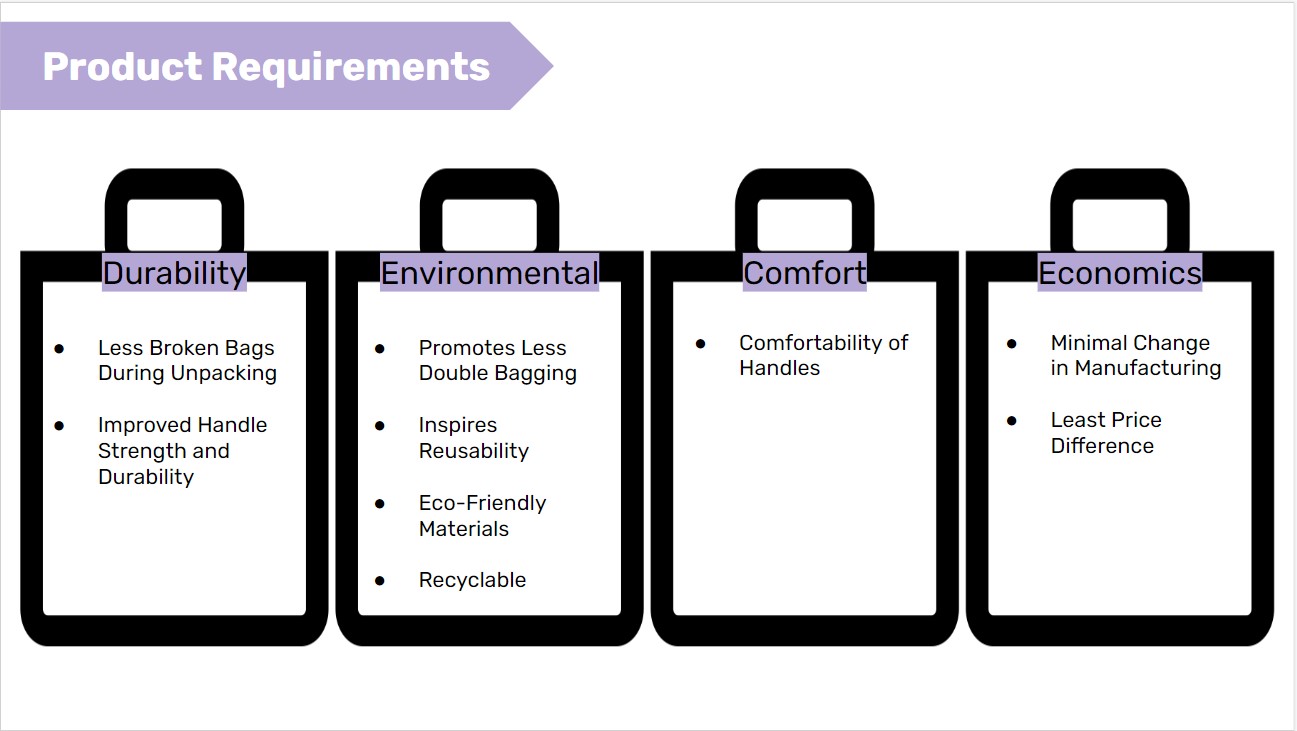 Product Requirements
Durability
● Less Broken Bags
During Unpacking
● Improved Handle
Strength and
Durability
Environmental
● Promotes Less
Double Bagging
● Inspires
Reusability
● Eco-Friendly
Materials
● Recyclable
Comfort
● Comfortability of
Handles
Economics
● Minimal Change
in Manufacturing
● Least Price
Difference